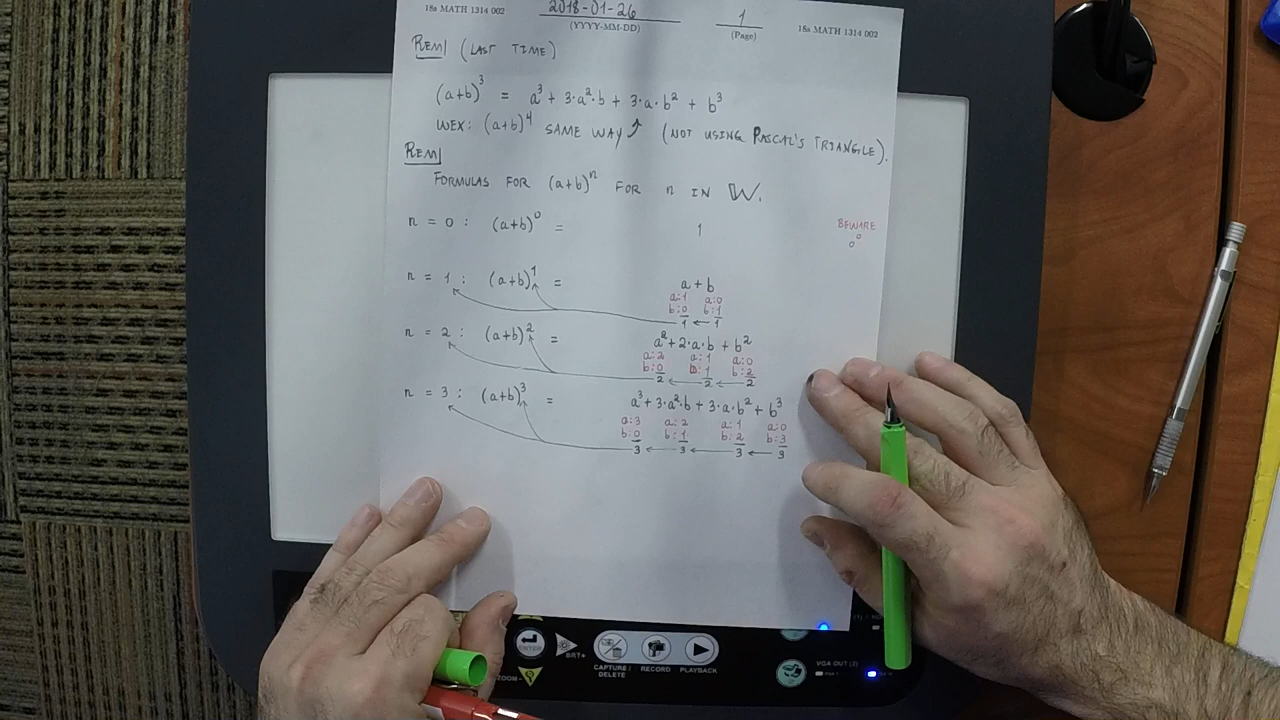 18s MATH 1314 002 2018-01-26 1 18s MATH 1314 002
(YYYY-MM-DD) (Page)
REM (LAST TIME)
(a+b)³ = a³ + 3·a²·b + 3·a·b² + b³
WEX: (a+b)⁴ SAME WAY (NOT USING PASCAL'S TRIANGLE).
REM
FORMULAS FOR (a+b)ⁿ FOR n IN 𝕎.
n = 0 : (a+b)⁰ = 1 BEWARE
n = 1 : (a+b)¹ = a + b
a:1 a:0
b:0 b:1
1 ← 1
n = 2 : (a+b)² = a² + 2·a·b + b²
a:2 a:1 a:0
b:0 b:1 b:2
2 ← 2 ← 2
n = 3 : (a+b)³ = a³ + 3·a²·b + 3·a·b² + b³
a:3 a:2 a:1 a:0
b:0 b:1 b:2 b:3
3 ← 3 ← 3 ← 3
ENTER
BRT+
ZOOM-
CAPTURE / DELETE RECORD PLAYBACK
VGA OUT (2)